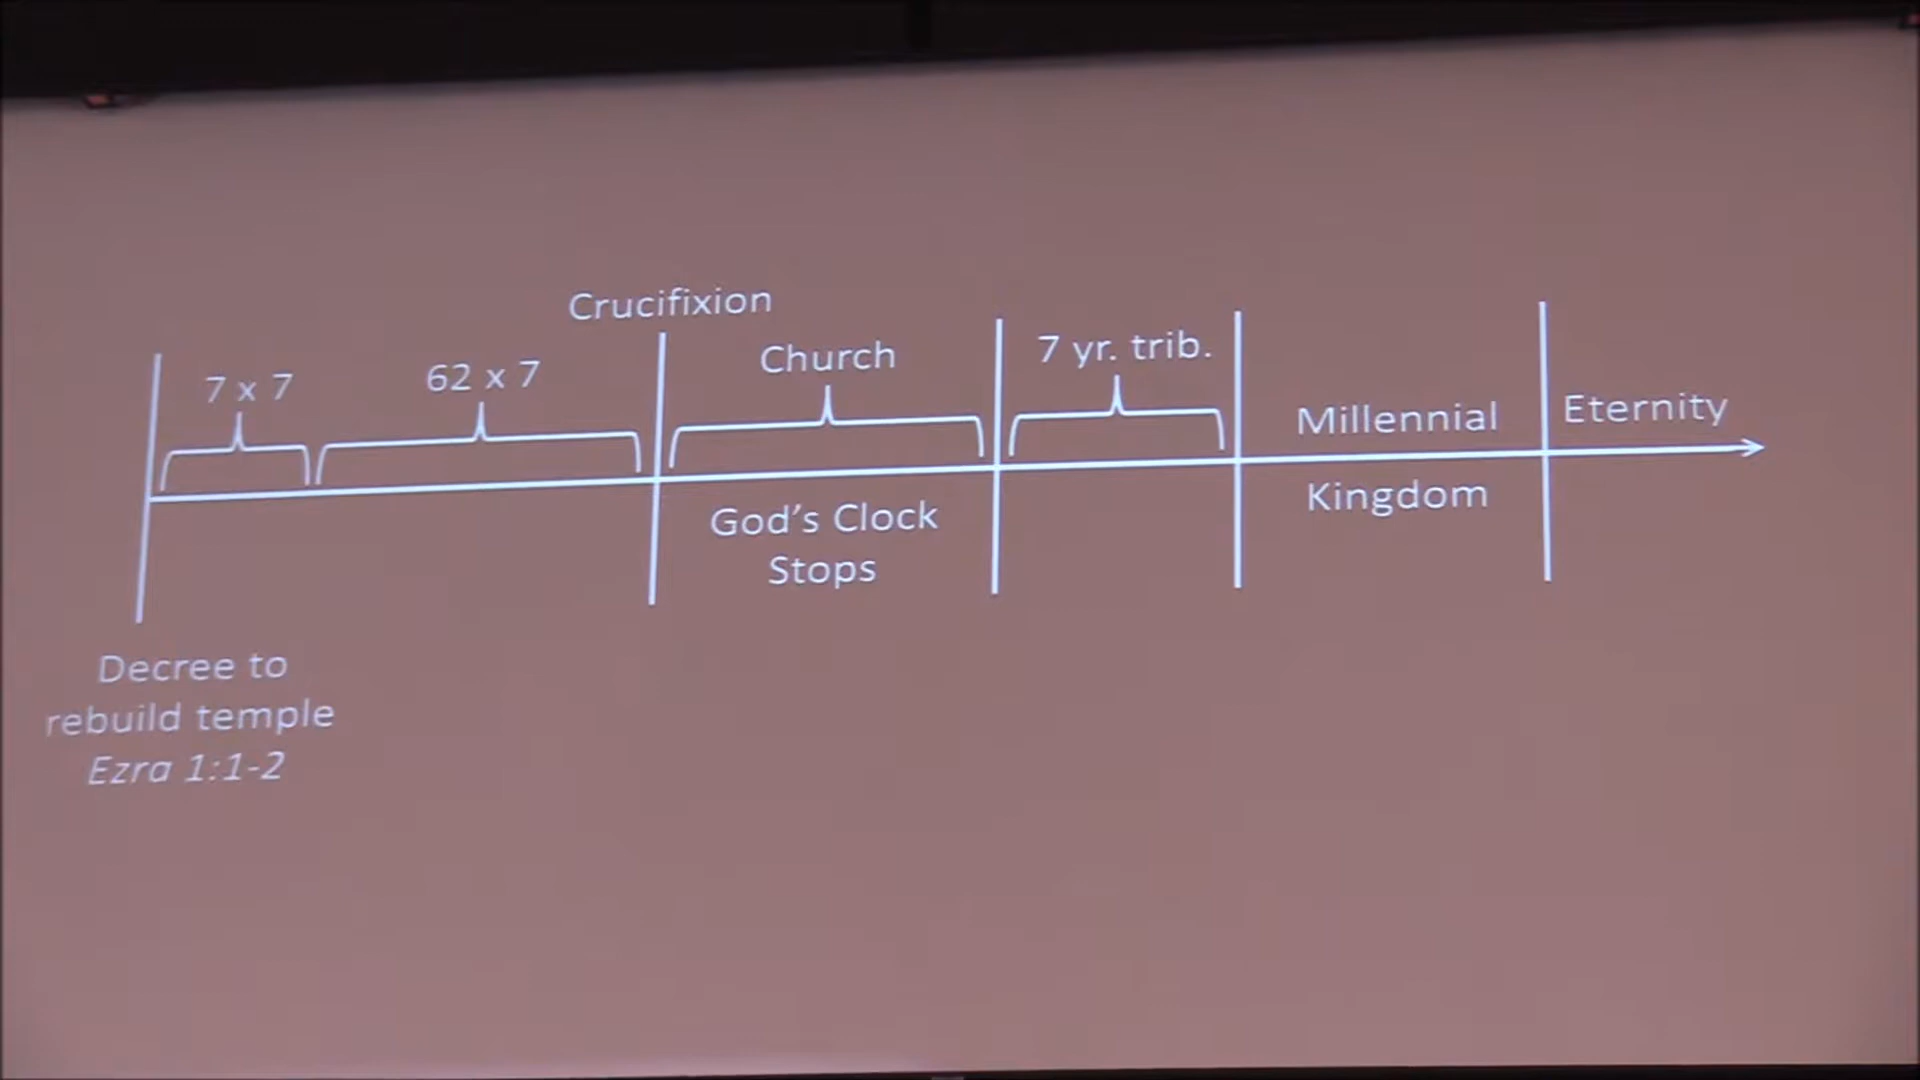 Crucifixion
7 x 7
62 x 7
Church
7 yr. trib.
Millennial
Kingdom
Eternity
God’s Clock
Stops
Decree to
rebuild temple
Ezra 1:1-2